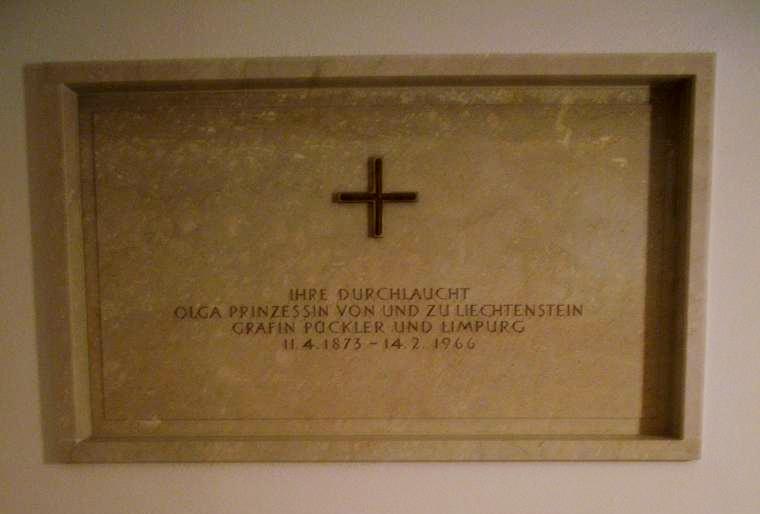 IHRE DURCHLAUCHT
OLGA PRINZESSIN VON UND ZU LIECHTENSTEIN
GRÄFIN PÜCKLER UND LIMPURG
11.4.1873 – 14.2.1966